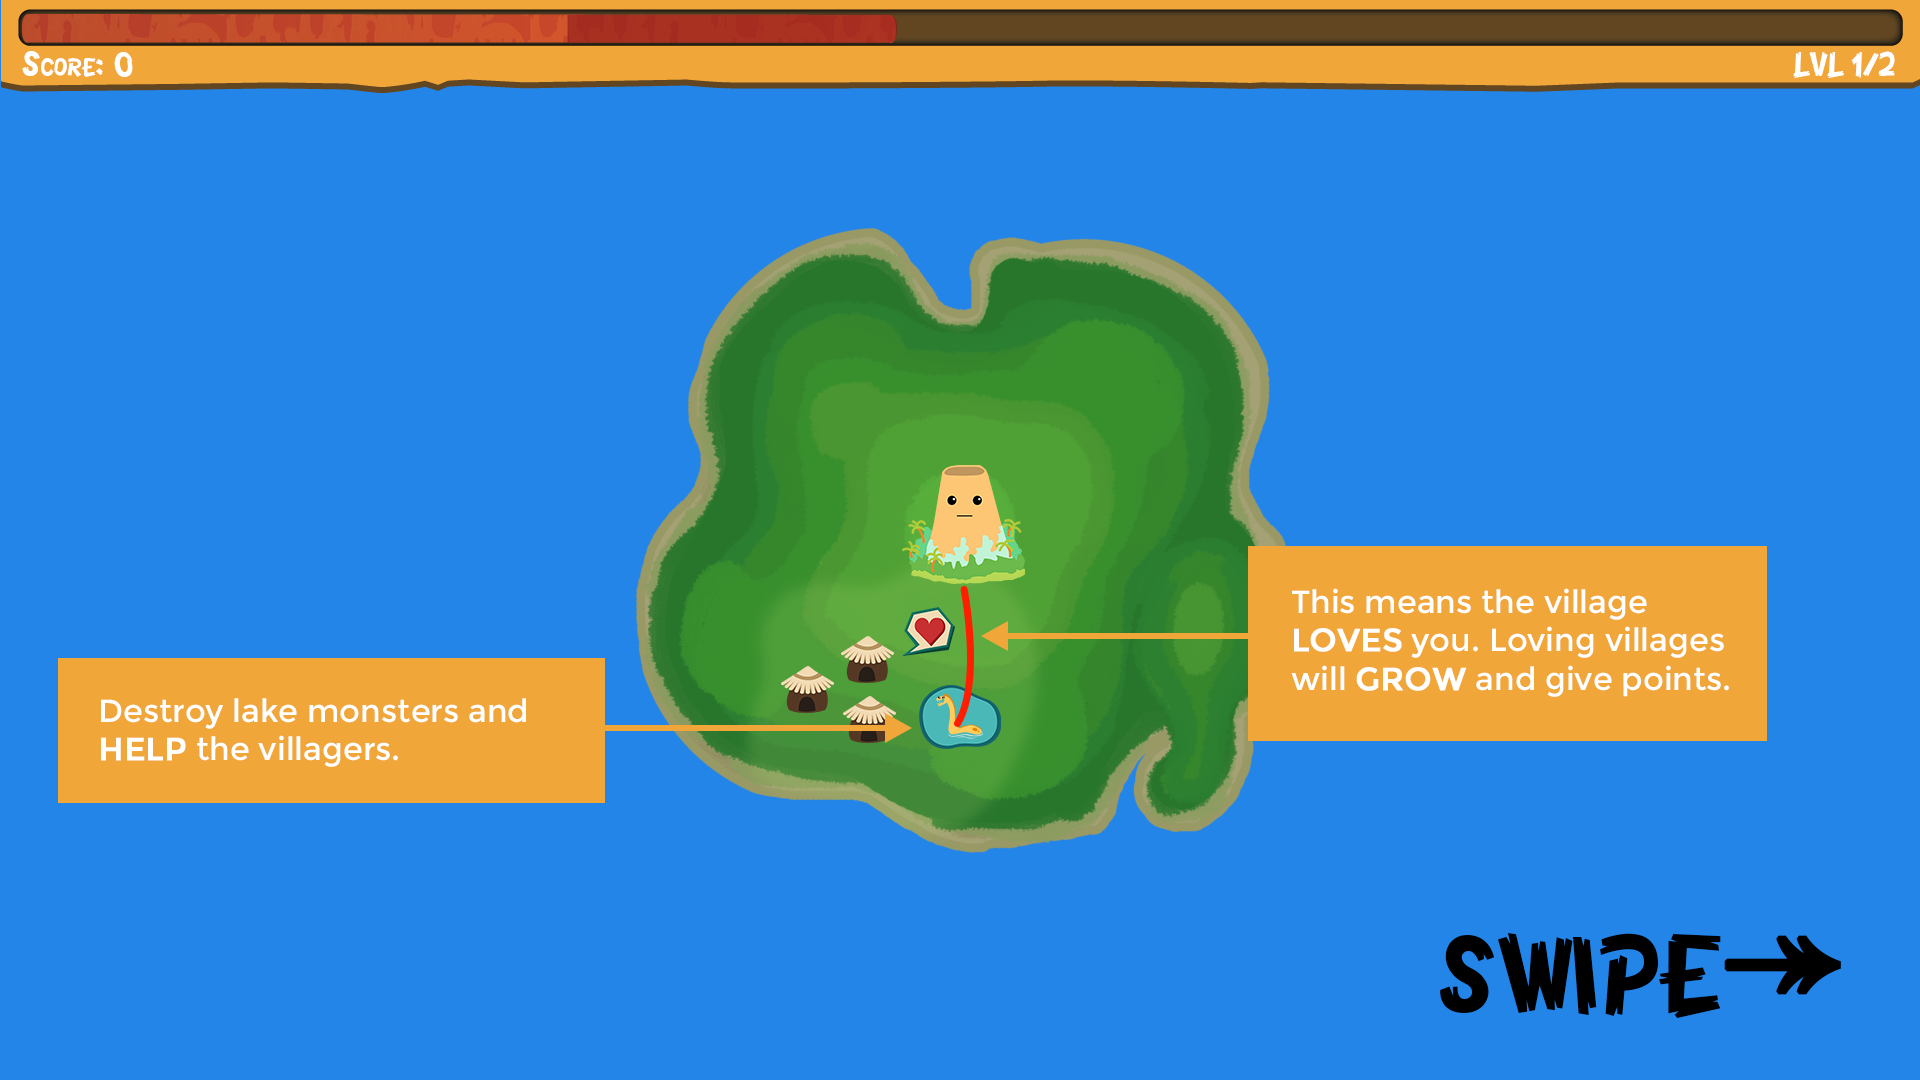 Score: 0
LVL 1/2
This means the village
LOVES you. Loving villages
will GROW and give points.
Destroy lake monsters and
HELP the villagers.
SWIPE